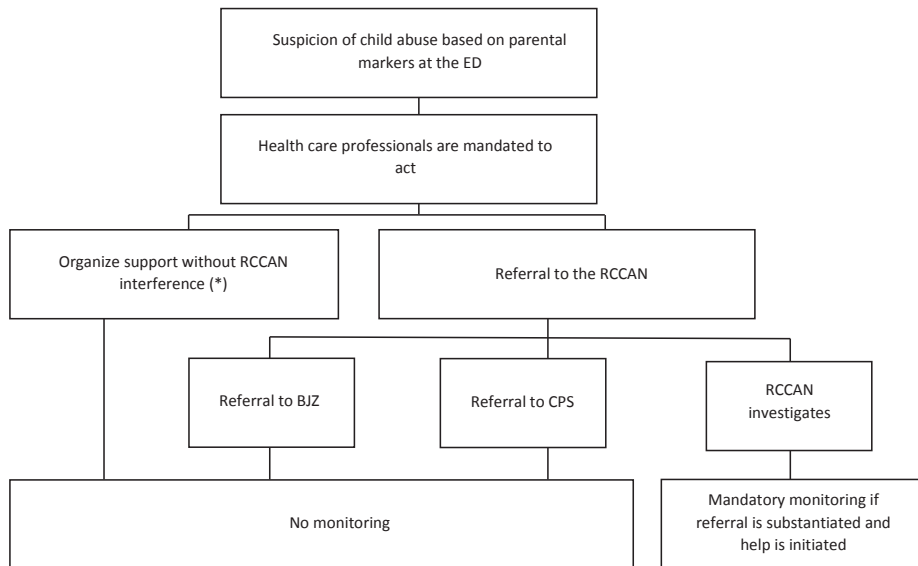 Suspicion of child abuse based on parental
markers at the ED
Health care professionals are mandated to
act
Organize support without RCCAN
interference (*)
Referral to the RCCAN
Referral to BJZ
Referral to CPS
RCCAN
investigates
No monitoring
Mandatory monitoring if
referral is substantiated and
help is initiated